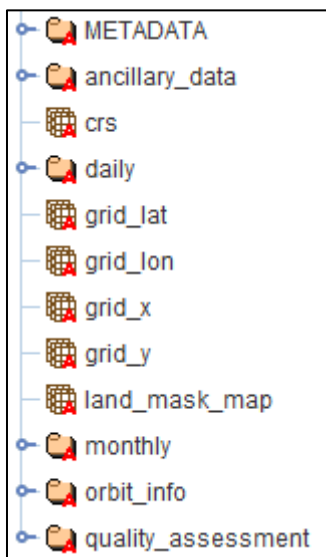 METADATA
ancillary_data
crs
daily
grid_lat
grid_lon
grid_x
grid_y
land_mask_map
monthly
orbit_info
quality_assessment